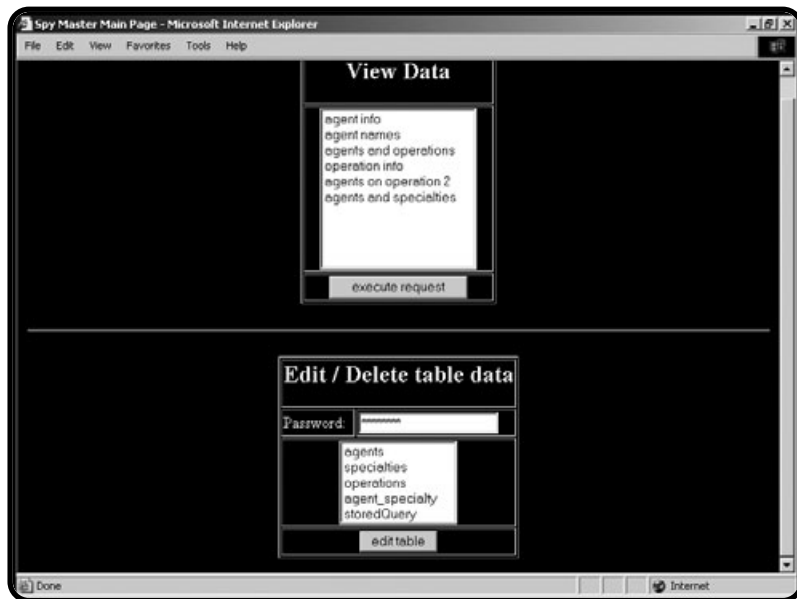 Spy Master Main Page - Microsoft Internet Explorer
File Edit View Favorites Tools Help
View Data
agent info
agent names
agents and operations
operation info
agents on operation 2
agents and specialties
execute request
Edit / Delete table data
Password: ********
agents
specialties
operations
agent_specialty
storedQuery
edit table
Done Internet